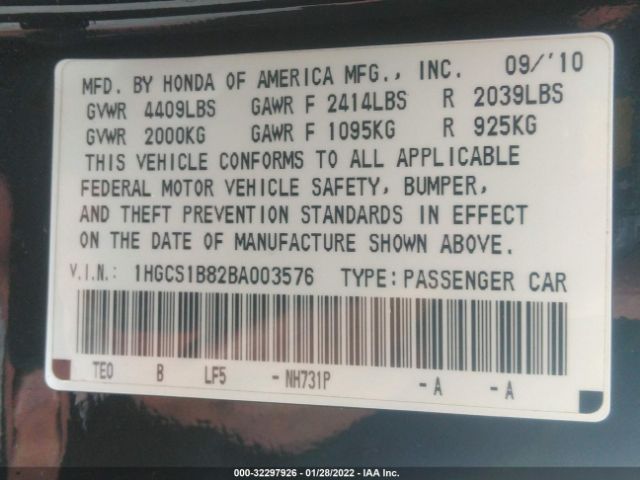 MFD. BY HONDA OF AMERICA MFG., INC. 09/'10
GVWR 4409LBS GAWR F 2414LBS R 2039LBS
GVWR 2000KG GAWR F 1095KG R 925KG
THIS VEHICLE CONFORMS TO ALL APPLICABLE
FEDERAL MOTOR VEHICLE SAFETY, BUMPER,
AND THEFT PREVENTION STANDARDS IN EFFECT
ON THE DATE OF MANUFACTURE SHOWN ABOVE.
V.I.N.: 1HGCS1B82BA003576 TYPE: PASSENGER CAR
TE0 B LF5 - NH731P - A - A
000-32297926 - 01/28/2022 - IAA Inc.